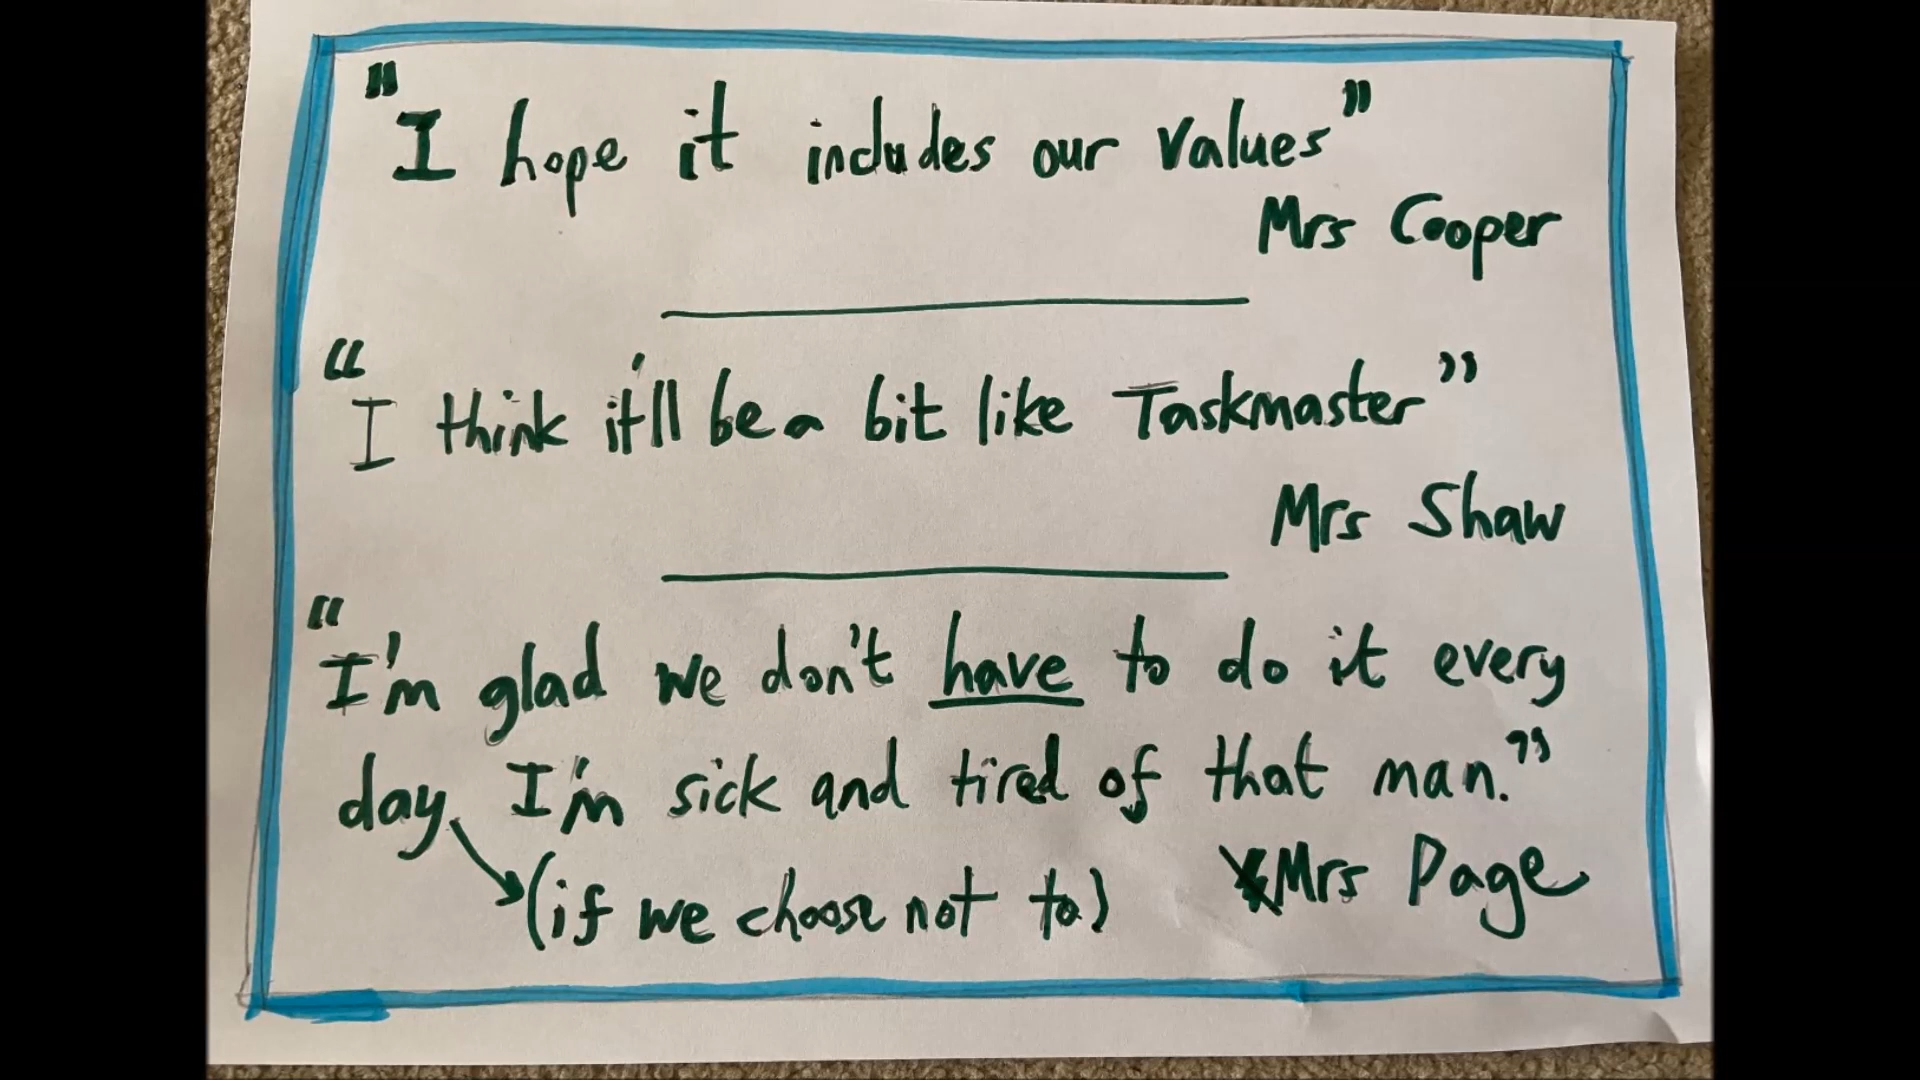 "I hope it includes our values"
Mrs Cooper
"I think it'll be a bit like Taskmaster"
Mrs Shaw
"I'm glad we don't have to do it every
day. I'm sick and tired of that man."
(if we choose not to)
Mrs Page